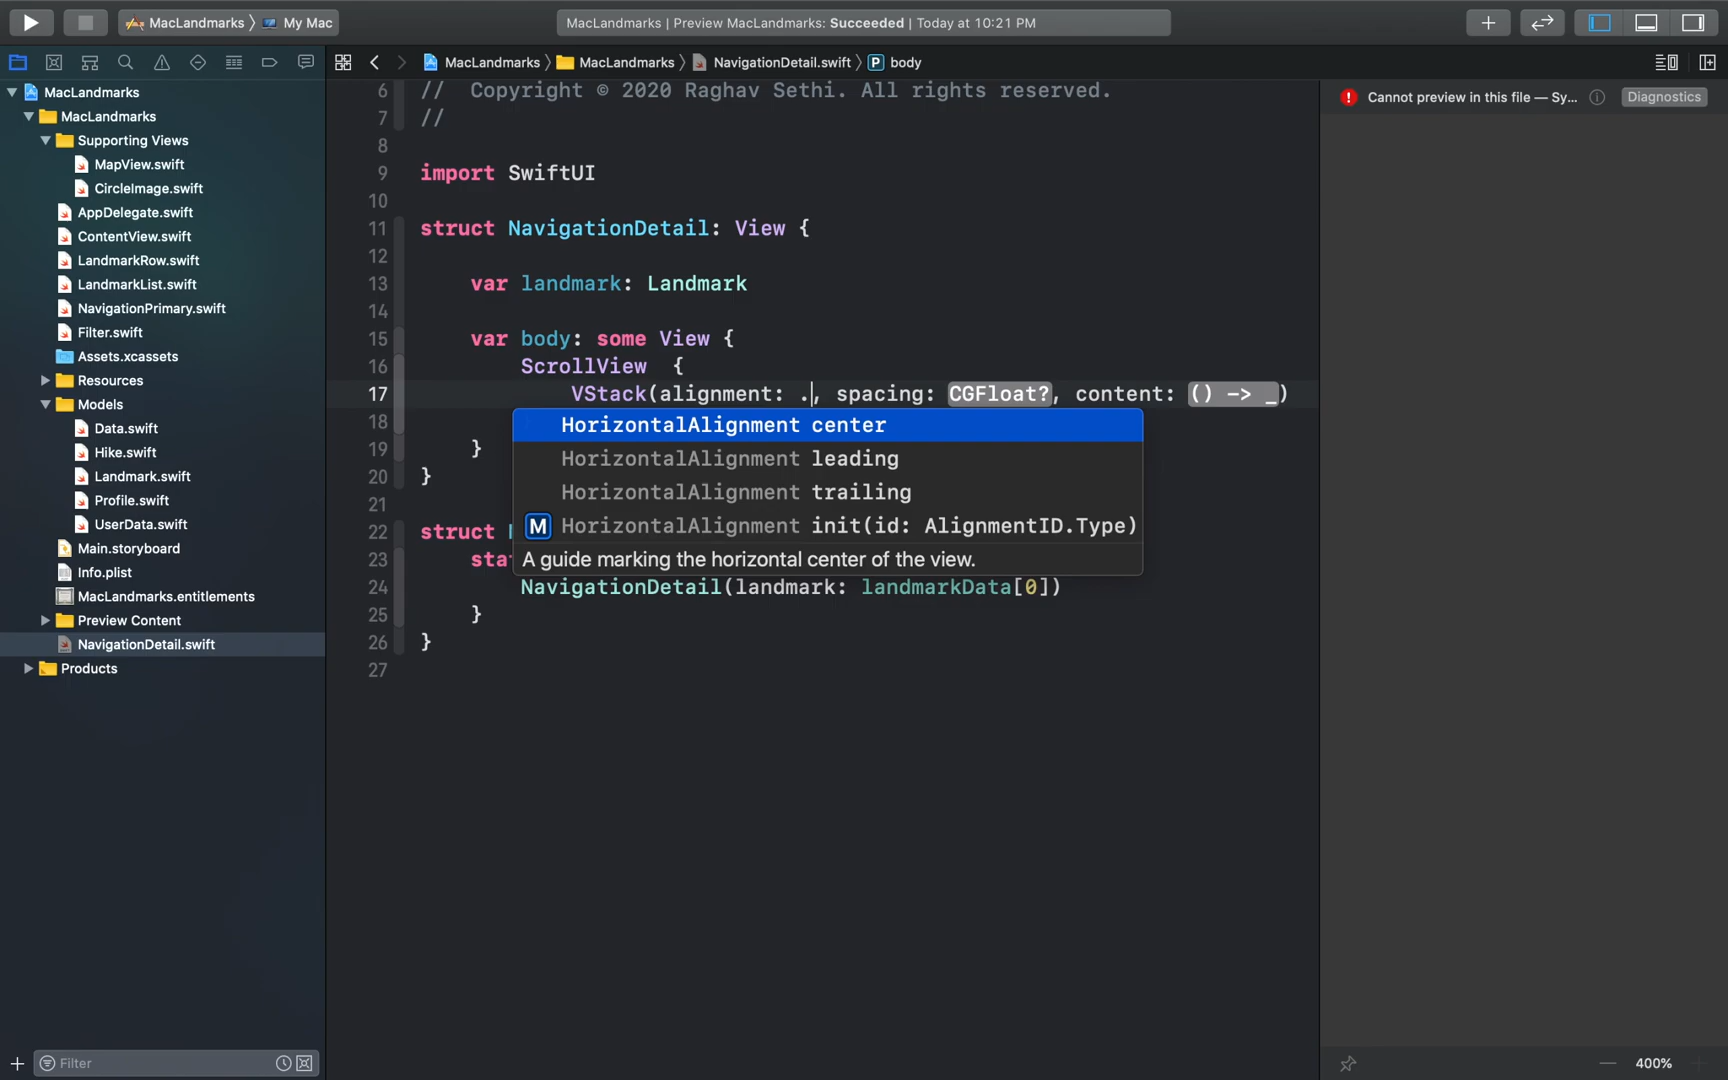 MacLandmarks 〉 My Mac
MacLandmarks | Preview MacLandmarks: Succeeded | Today at 10:21 PM
MacLandmarks 〉 MacLandmarks 〉 NavigationDetail.swift 〉 P body
MacLandmarks
MacLandmarks
Supporting Views
MapView.swift
CircleImage.swift
AppDelegate.swift
ContentView.swift
LandmarkRow.swift
LandmarkList.swift
NavigationPrimary.swift
Filter.swift
Assets.xcassets
Resources
Models
Data.swift
Hike.swift
Landmark.swift
Profile.swift
UserData.swift
Main.storyboard
Info.plist
MacLandmarks.entitlements
Preview Content
NavigationDetail.swift
Products
Filter
6 // Copyright © 2020 Raghav Sethi. All rights reserved.
7 //
8
9 import SwiftUI
10
11 struct NavigationDetail: View {
12
13 var landmark: Landmark
14
15 var body: some View {
16 ScrollView {
17 VStack(alignment: ., spacing: CGFloat?, content: () -> _)
18
19 }
20 }
21
22 struct
23 sta
24 NavigationDetail(landmark: landmarkData[0])
25 }
26 }
27
HorizontalAlignment center
HorizontalAlignment leading
HorizontalAlignment trailing
M HorizontalAlignment init(id: AlignmentID.Type)
A guide marking the horizontal center of the view.
Cannot preview in this file — Sy... Diagnostics
400%